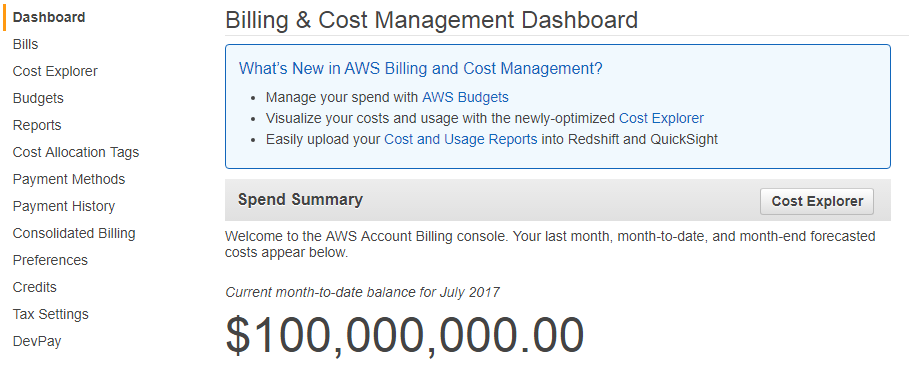 Dashboard
Bills
Cost Explorer
Budgets
Reports
Cost Allocation Tags
Payment Methods
Payment History
Consolidated Billing
Preferences
Credits
Tax Settings
DevPay
Billing & Cost Management Dashboard
What's New in AWS Billing and Cost Management?
• Manage your spend with AWS Budgets
• Visualize your costs and usage with the newly-optimized Cost Explorer
• Easily upload your Cost and Usage Reports into Redshift and QuickSight
Spend Summary
Cost Explorer
Welcome to the AWS Account Billing console. Your last month, month-to-date, and month-end forecasted
costs appear below.
Current month-to-date balance for July 2017
$100,000,000.00